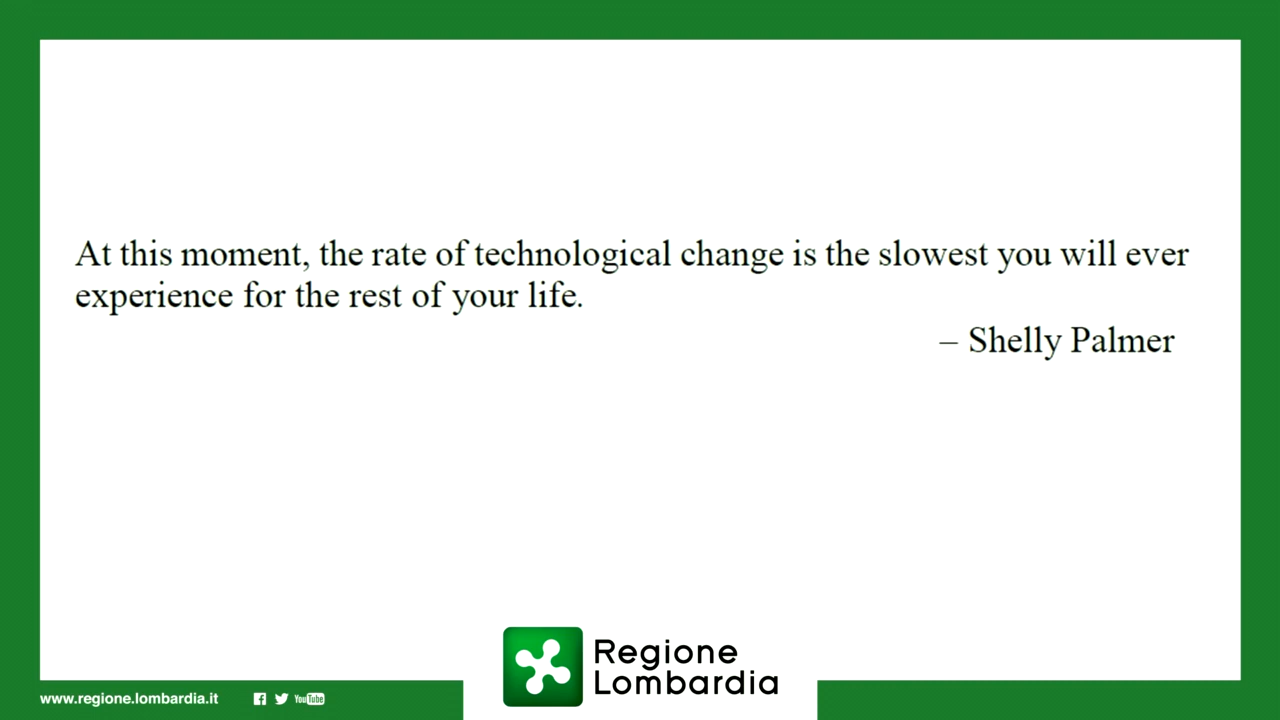 At this moment, the rate of technological change is the slowest you will ever
experience for the rest of your life.
– Shelly Palmer
Regione
Lombardia
www.regione.lombardia.it
YouTube